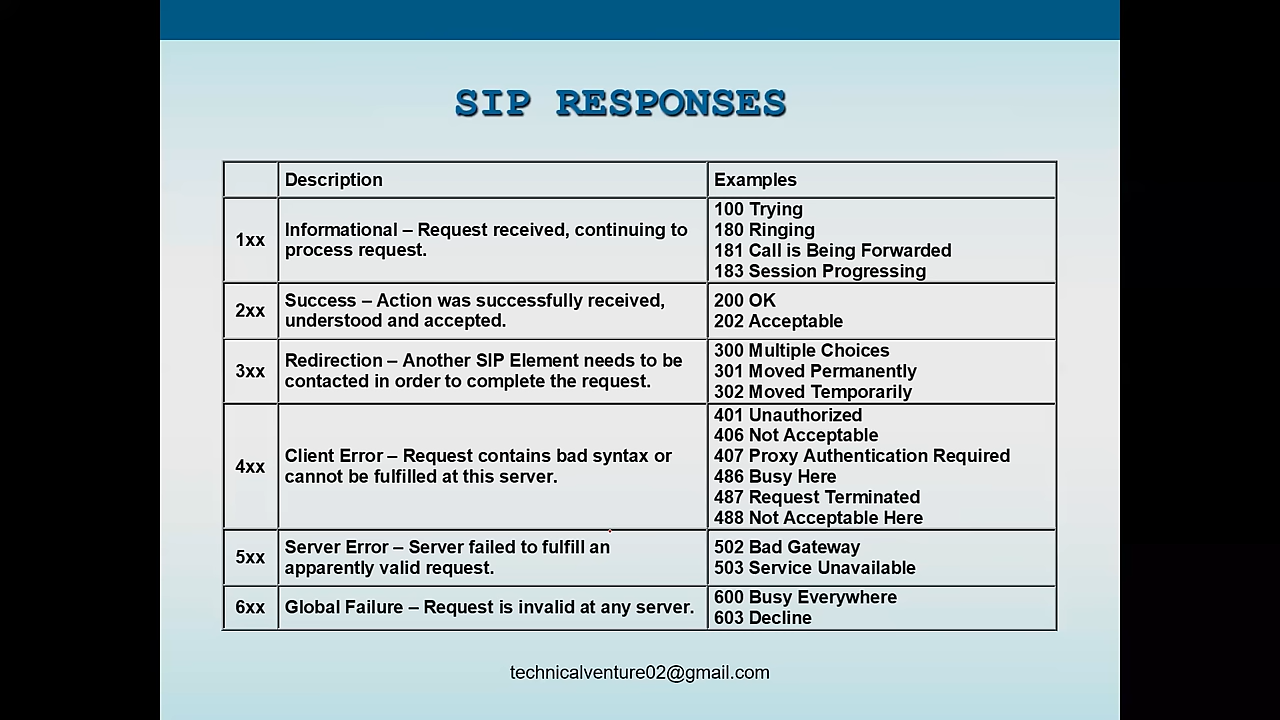 SIP RESPONSES
Description
Examples
1xx
Informational – Request received, continuing to
process request.
100 Trying
180 Ringing
181 Call is Being Forwarded
183 Session Progressing
2xx
Success – Action was successfully received,
understood and accepted.
200 OK
202 Acceptable
3xx
Redirection – Another SIP Element needs to be
contacted in order to complete the request.
300 Multiple Choices
301 Moved Permanently
302 Moved Temporarily
4xx
Client Error – Request contains bad syntax or
cannot be fulfilled at this server.
401 Unauthorized
406 Not Acceptable
407 Proxy Authentication Required
486 Busy Here
487 Request Terminated
488 Not Acceptable Here
5xx
Server Error – Server failed to fulfill an
apparently valid request.
502 Bad Gateway
503 Service Unavailable
6xx
Global Failure – Request is invalid at any server.
600 Busy Everywhere
603 Decline
technicalventure02@gmail.com